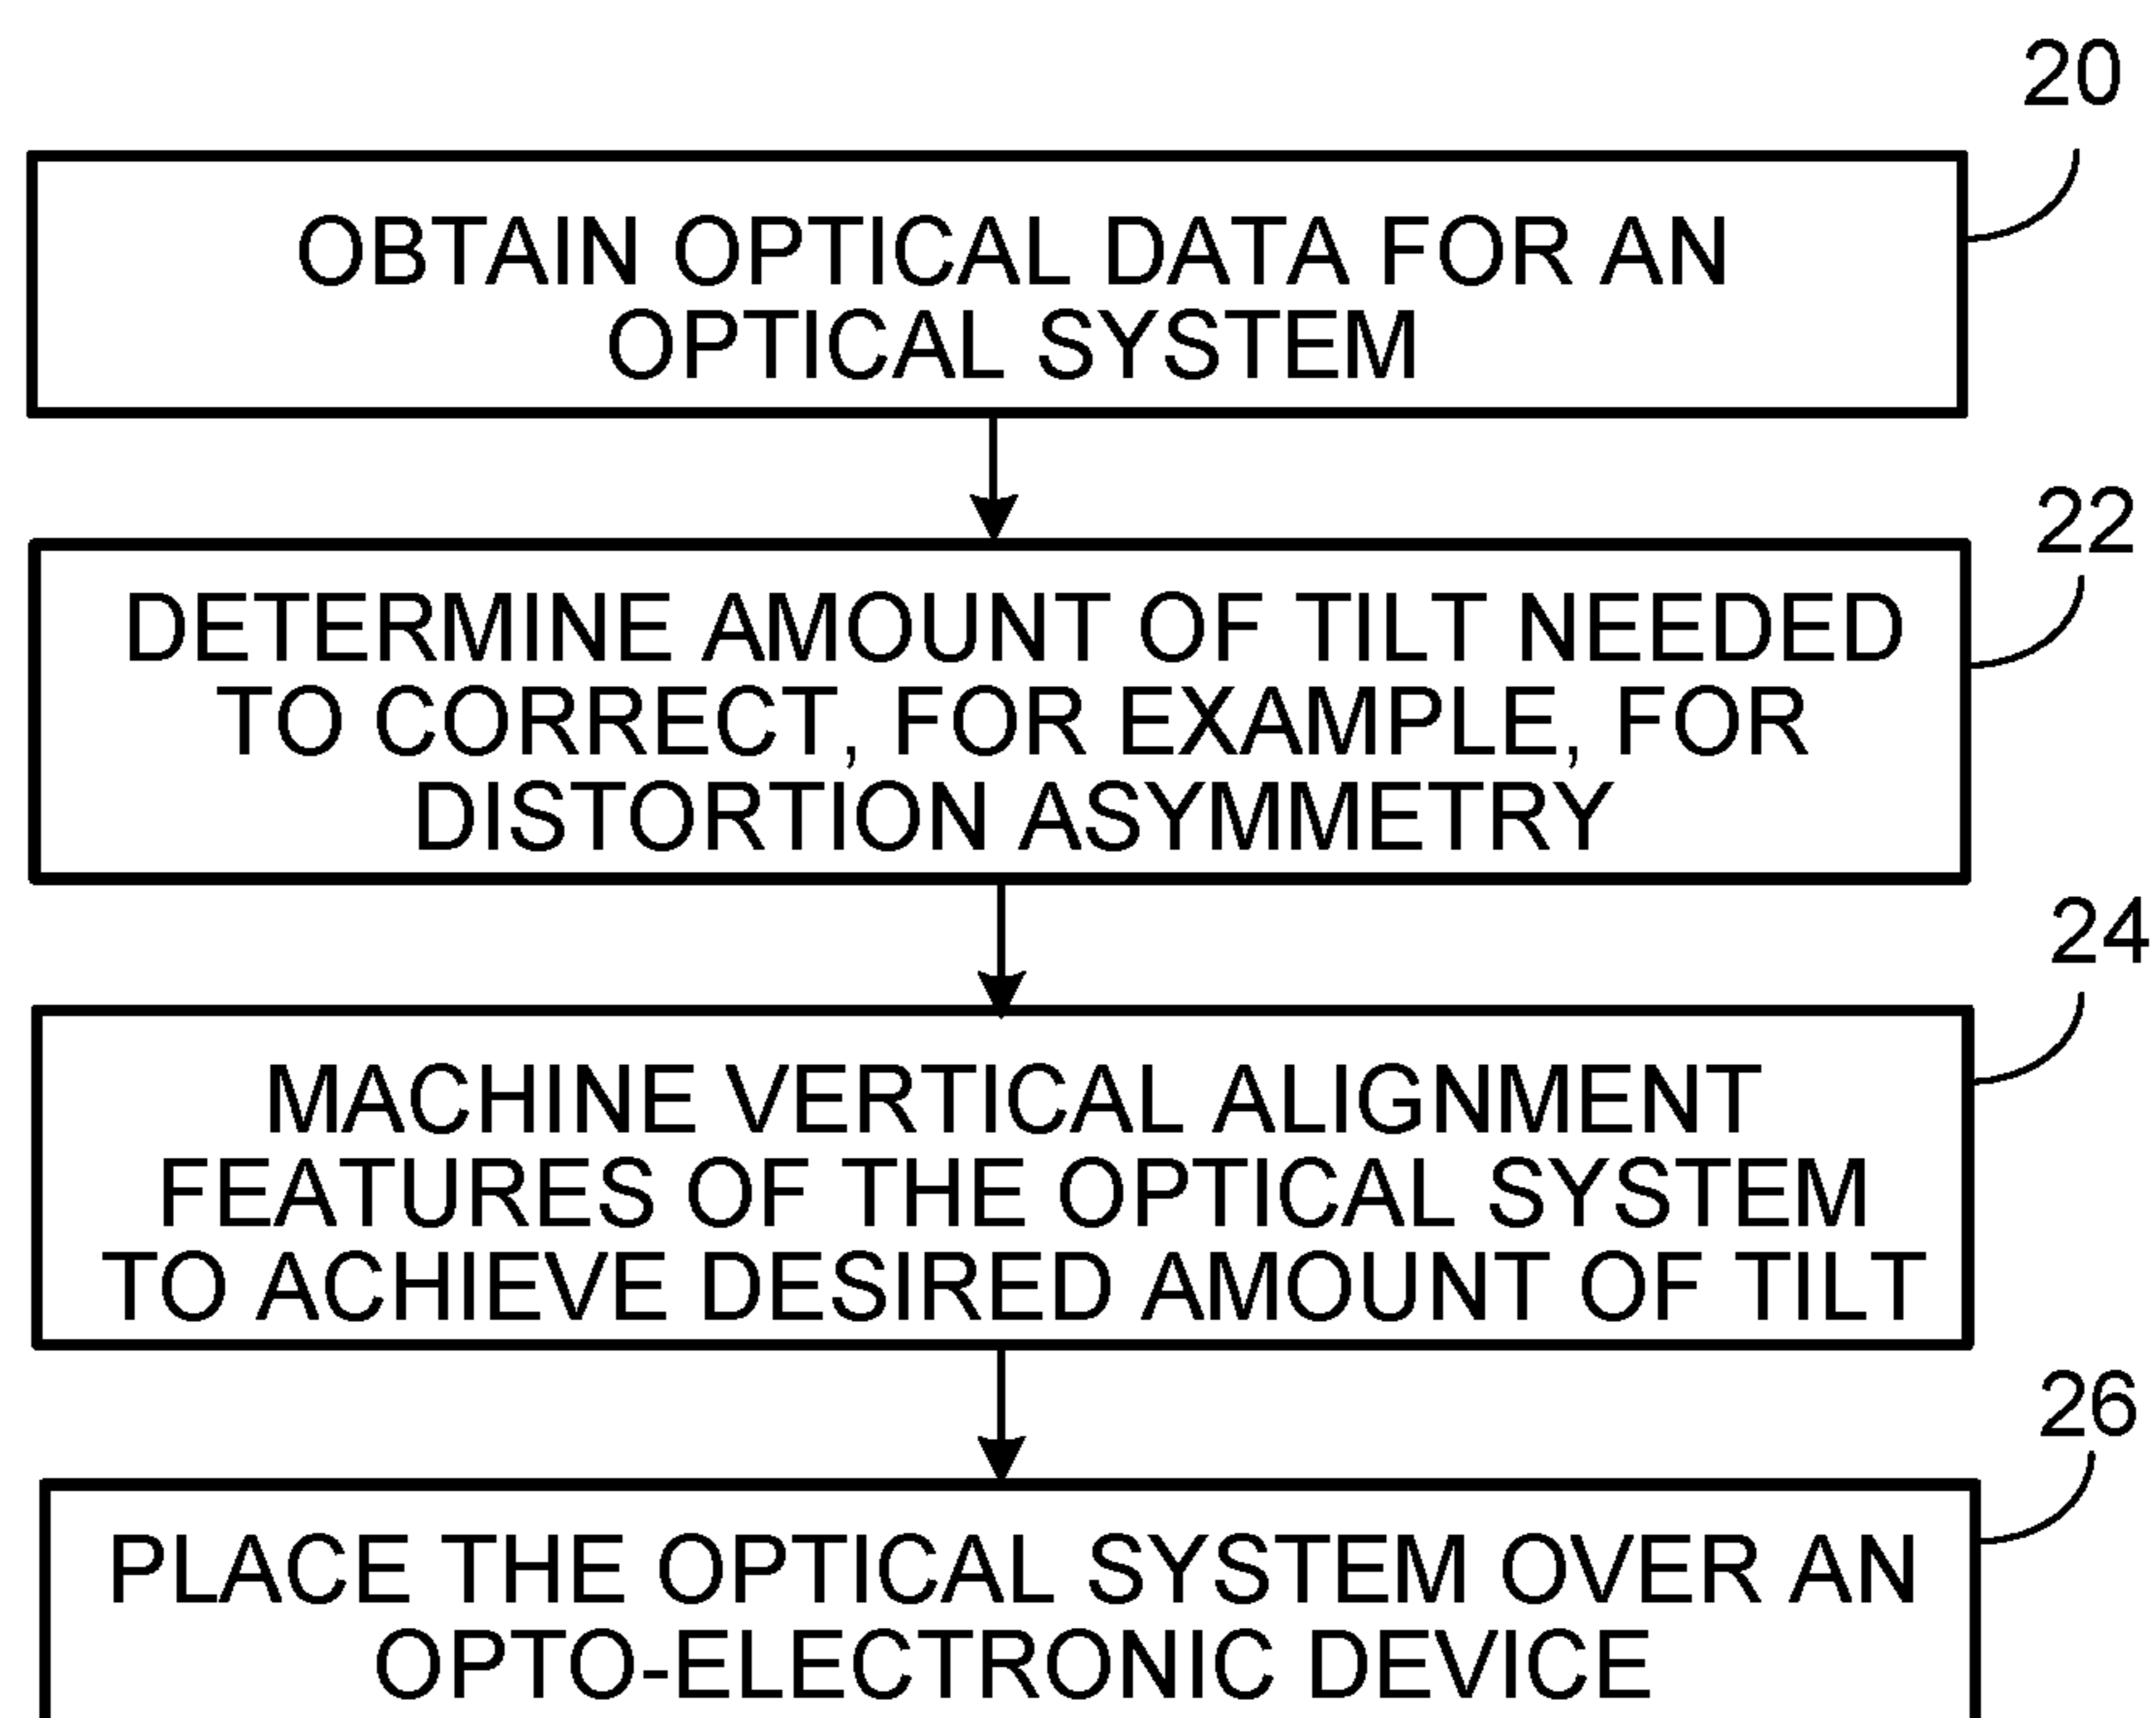 20
OBTAIN OPTICAL DATA FOR AN
OPTICAL SYSTEM
22
DETERMINE AMOUNT OF TILT NEEDED
TO CORRECT, FOR EXAMPLE, FOR
DISTORTION ASYMMETRY
24
MACHINE VERTICAL ALIGNMENT
FEATURES OF THE OPTICAL SYSTEM
TO ACHIEVE DESIRED AMOUNT OF TILT
26
PLACE THE OPTICAL SYSTEM OVER AN
OPTO-ELECTRONIC DEVICE